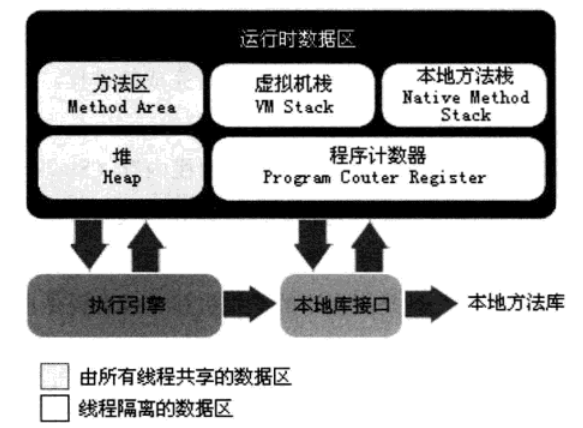 运行时数据区
方法区
Method Area
虚拟机栈
VM Stack
本地方法栈
Native Method
Stack
堆
Heap
程序计数器
Program Couter Register
执行引擎
本地库接口
本地方法库
由所有线程共享的数据区
线程隔离的数据区